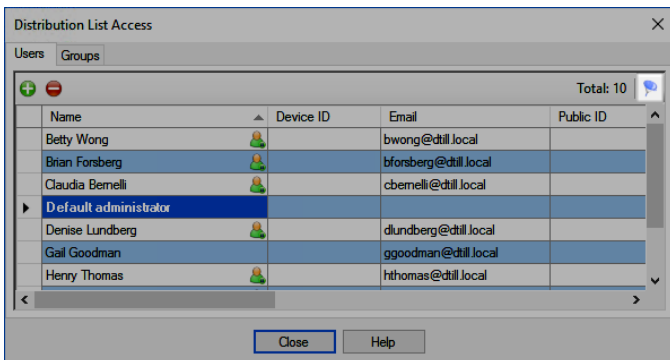 Distribution List Access
Users Groups
Total: 10
Name Device ID Email Public ID
Betty Wong bwong@dtill.local
Brian Forsberg bforsberg@dtill.local
Claudia Bernelli cbernelli@dtill.local
Default administrator
Denise Lundberg dlundberg@dtill.local
Gail Goodman ggoodman@dtill.local
Henry Thomas hthomas@dtill.local
Close Help